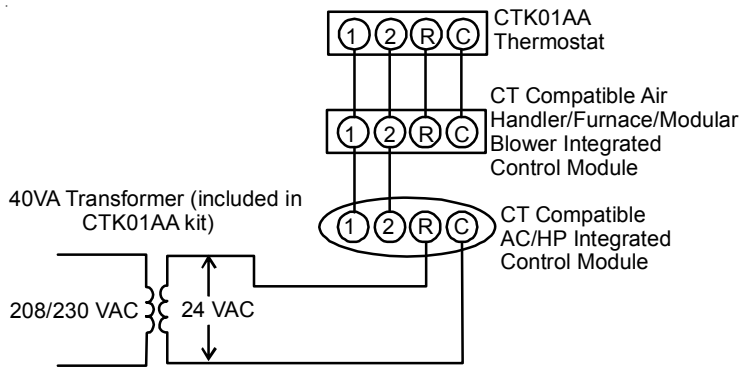 CTK01AA
Thermostat
1 2 R C
CT Compatible Air
Handler/Furnace/Modular
Blower Integrated
Control Module
1 2 R C
40VA Transformer (included in
CTK01AA kit)
CT Compatible
AC/HP Integrated
Control Module
1 2 R C
208/230 VAC
24 VAC